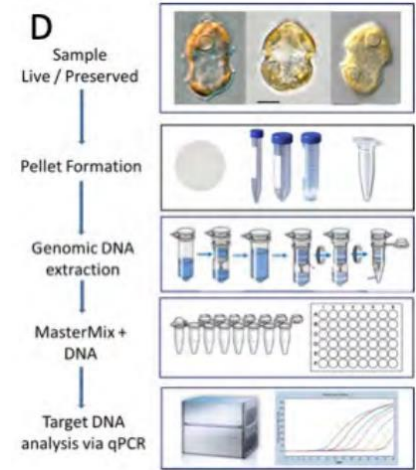 D
Sample
Live / Preserved
Pellet Formation
Genomic DNA
extraction
MasterMix +
DNA
Target DNA
analysis via qPCR